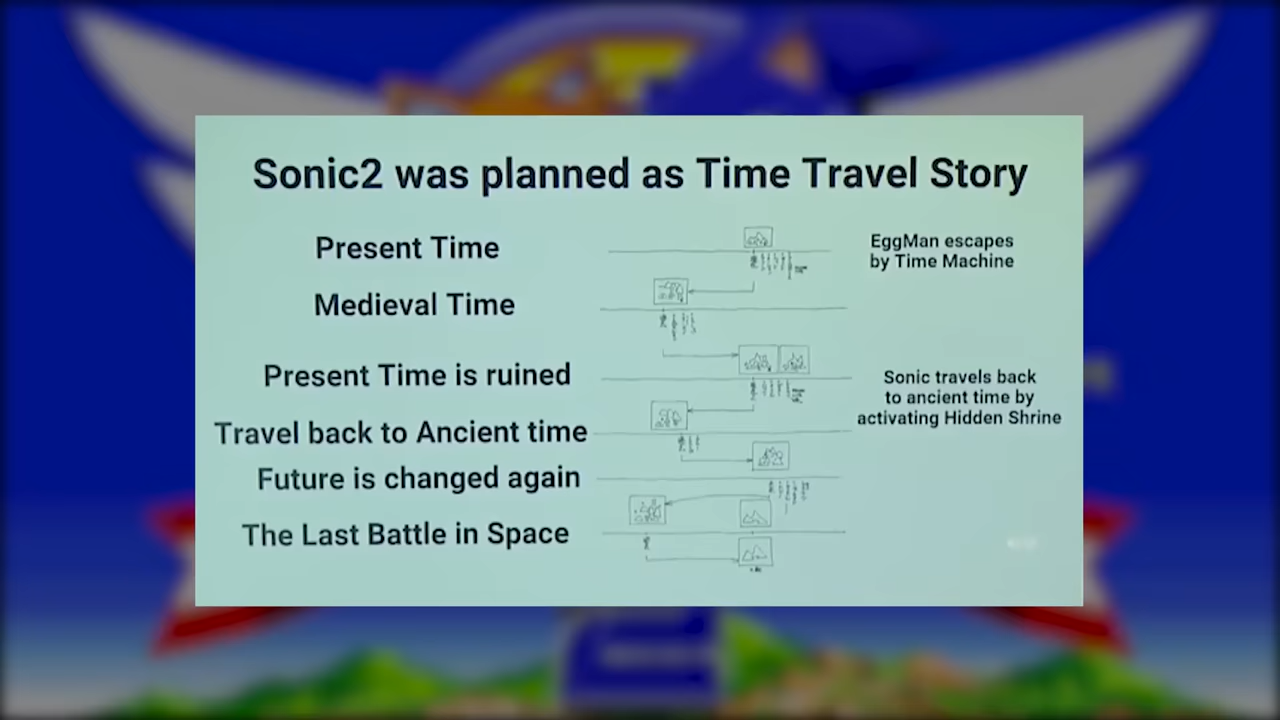 Sonic2 was planned as Time Travel Story
Present Time
EggMan escapes
by Time Machine
Medieval Time
Present Time is ruined
Sonic travels back
to ancient time by
activating Hidden Shrine
Travel back to Ancient time
Future is changed again
The Last Battle in Space